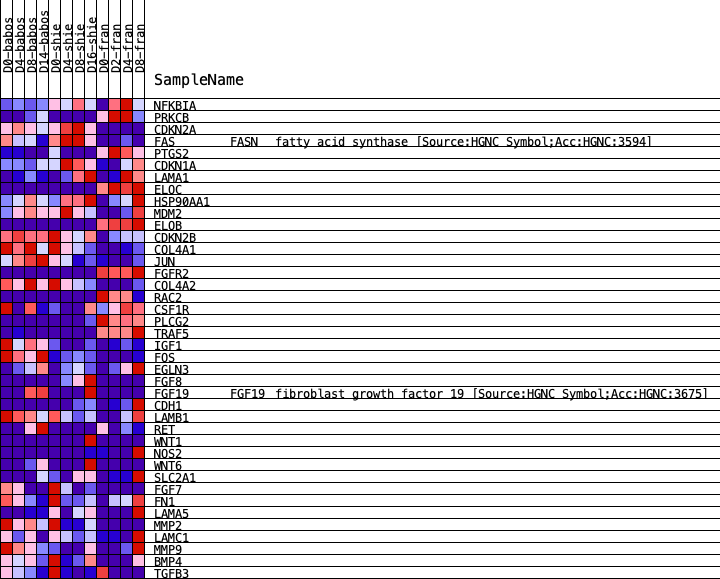 D0-babos
D4-babos
D8-babos
D14-babos
D0-shie
D4-shie
D8-shie
D16-shie
D0-fran
D2-fran
D4-fran
D8-fran
SampleName
NFKBIA
PRKCB
CDKN2A
FAS FASN fatty acid synthase [Source:HGNC Symbol;Acc:HGNC:3594]
PTGS2
CDKN1A
LAMA1
ELOC
HSP90AA1
MDM2
ELOB
CDKN2B
COL4A1
JUN
FGFR2
COL4A2
RAC2
CSF1R
PLCG2
TRAF5
IGF1
FOS
EGLN3
FGF8
FGF19 FGF19 fibroblast growth factor 19 [Source:HGNC Symbol;Acc:HGNC:3675]
CDH1
LAMB1
RET
WNT1
NOS2
WNT6
SLC2A1
FGF7
FN1
LAMA5
MMP2
LAMC1
MMP9
BMP4
TGFB3